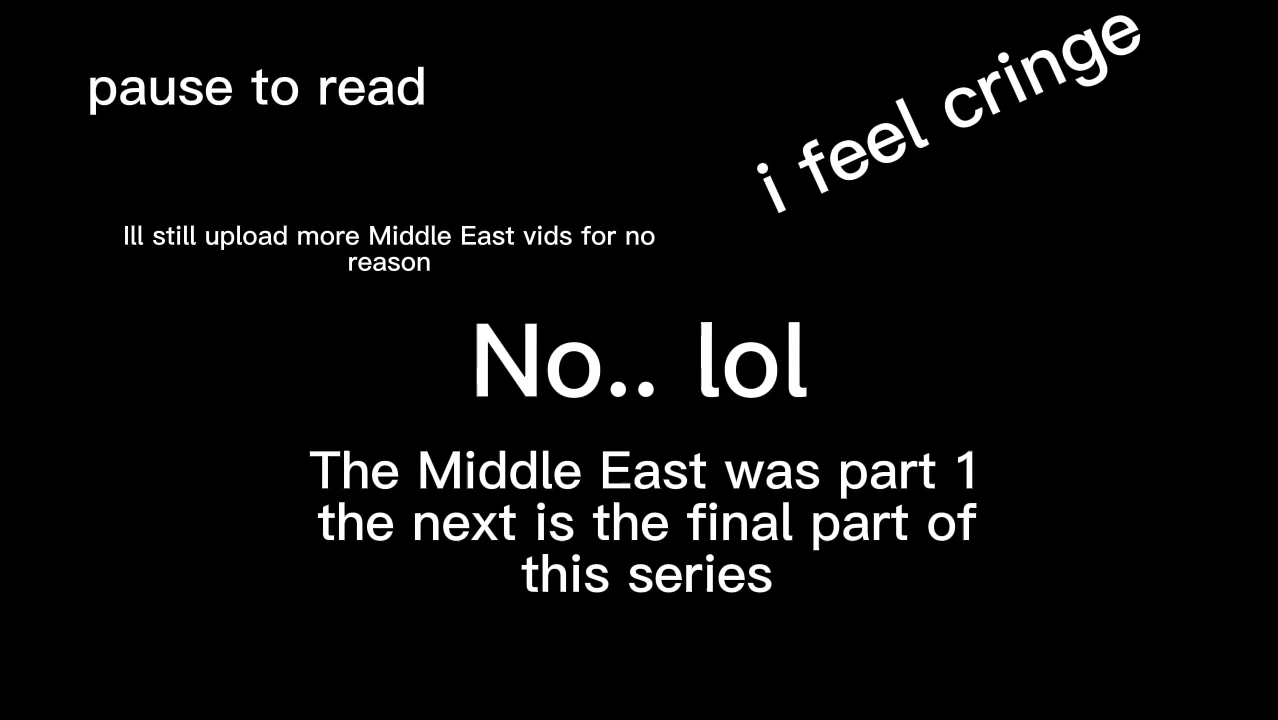 pause to read
i feel cringe
Ill still upload more Middle East vids for no
reason
No.. lol
The Middle East was part 1
the next is the final part of
this series